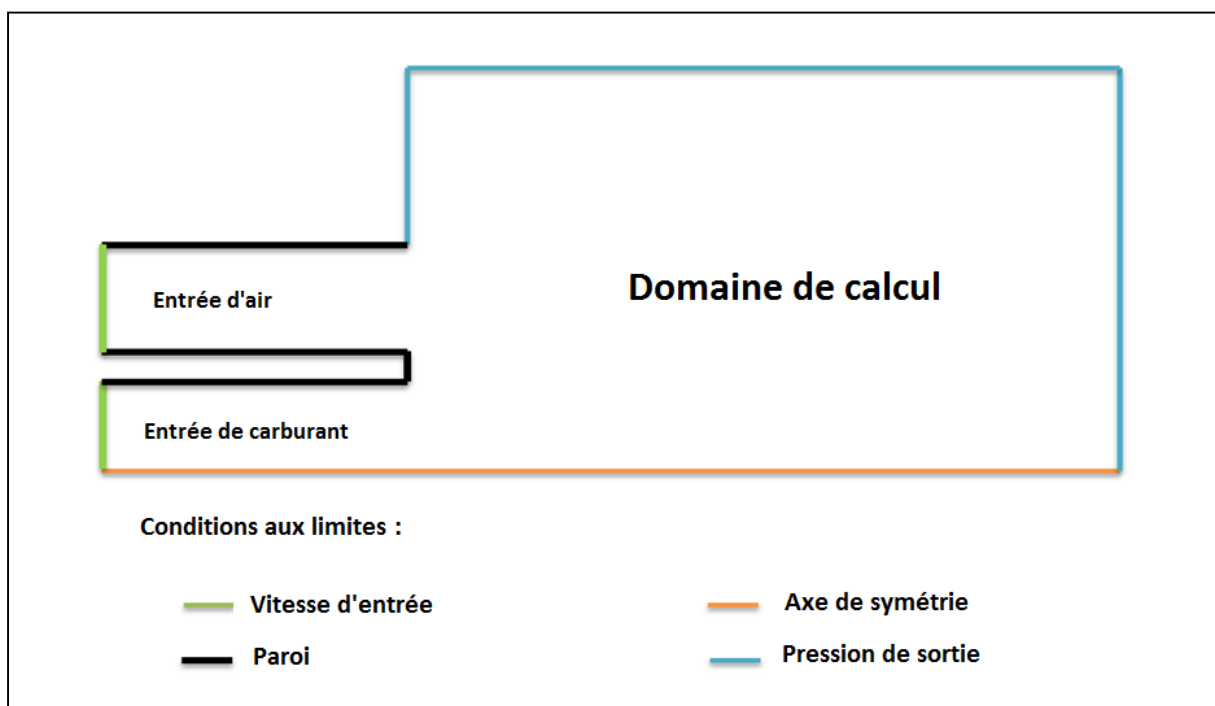 Domaine de calcul
Entrée d'air
Entrée de carburant
Conditions aux limites :
Vitesse d'entrée
Axe de symétrie
Paroi
Pression de sortie